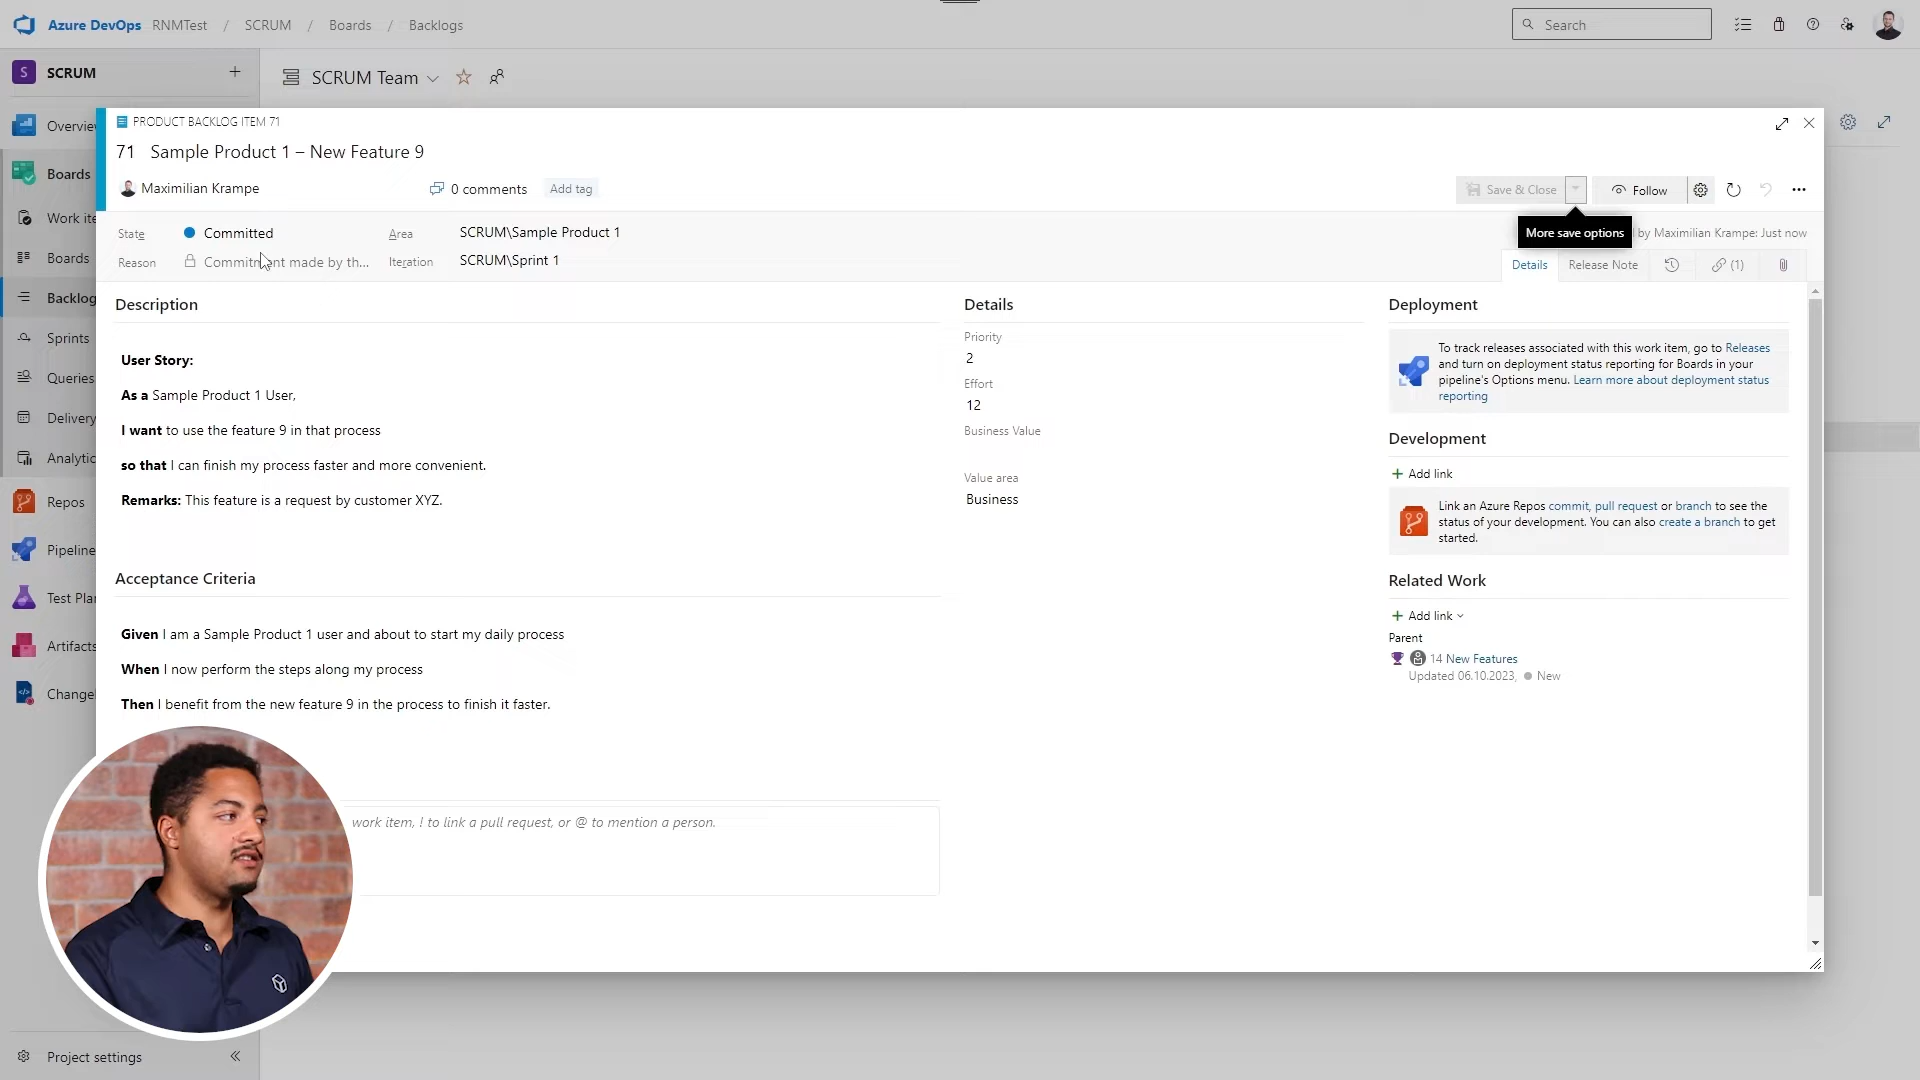 Azure DevOps RNMTest / SCRUM / Boards / Backlogs
Search
S SCRUM +
SCRUM Team
Overvie
Boards
Work ite
Boards
Backlog
Sprints
Queries
Delivery
Analytic
Repos
Pipeline
Test Plar
Artifacts
Change
Project settings
PRODUCT BACKLOG ITEM 71
71 Sample Product 1 – New Feature 9
Maximilian Krampe
0 comments
Add tag
Save & Close
Follow
State
Committed
Area
SCRUM\Sample Product 1
More save options
by Maximilian Krampe: Just now
Reason
Commitment made by th...
Iteration
SCRUM\Sprint 1
Details
Release Note
(1)
Description
User Story:
As a Sample Product 1 User,
I want to use the feature 9 in that process
so that I can finish my process faster and more convenient.
Remarks: This feature is a request by customer XYZ.
Acceptance Criteria
Given I am a Sample Product 1 user and about to start my daily process
When I now perform the steps along my process
Then I benefit from the new feature 9 in the process to finish it faster.
work item, ! to link a pull request, or @ to mention a person.
Details
Priority
2
Effort
12
Business Value
Value area
Business
Deployment
To track releases associated with this work item, go to Releases
and turn on deployment status reporting for Boards in your
pipeline's Options menu. Learn more about deployment status
reporting
Development
+ Add link
Link an Azure Repos commit, pull request or branch to see the
status of your development. You can also create a branch to get
started.
Related Work
+ Add link
Parent
14 New Features
Updated 06.10.2023, New